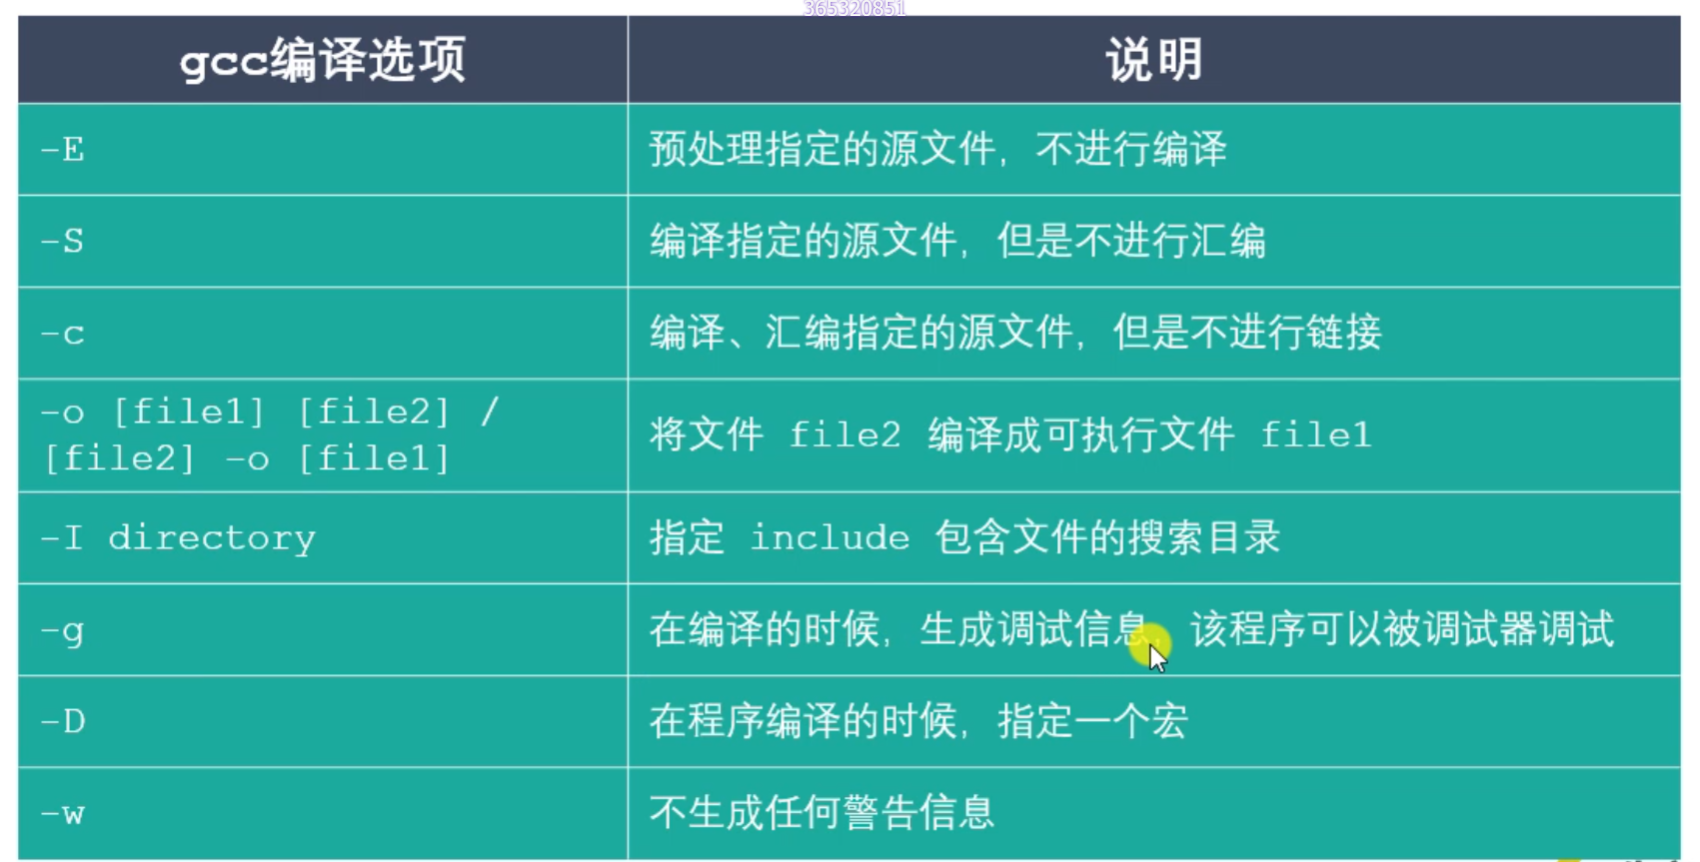 365320851
gcc编译选项
说明
-E
预处理指定的源文件，不进行编译
-S
编译指定的源文件，但是不进行汇编
-c
编译、汇编指定的源文件，但是不进行链接
-o [file1] [file2] /
[file2] -o [file1]
将文件 file2 编译成可执行文件 file1
-I directory
指定 include 包含文件的搜索目录
-g
在编译的时候，生成调试信息，该程序可以被调试器调试
-D
在程序编译的时候，指定一个宏
-w
不生成任何警告信息